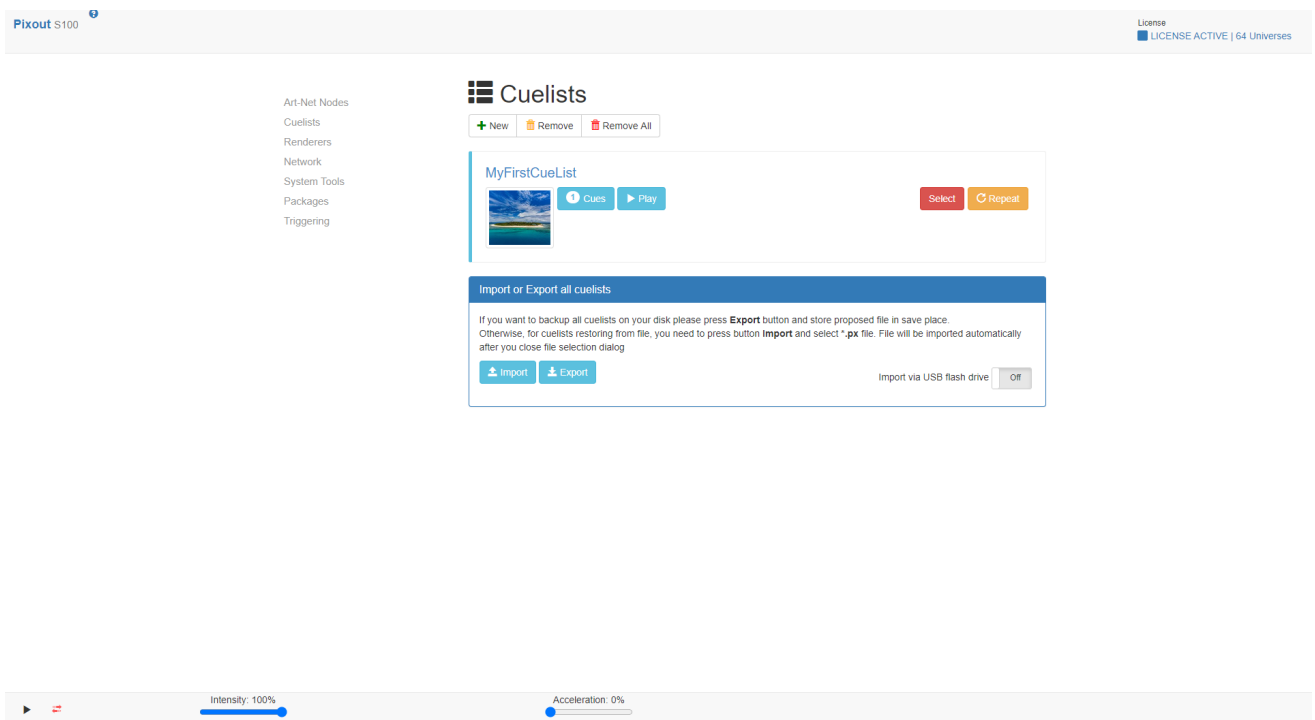 Pixout S100
License
LICENSE ACTIVE | 64 Universes
Art-Net Nodes
Cuelists
Renderers
Network
System Tools
Packages
Triggering
Cuelists
New Remove Remove All
MyFirstCueList
1 Cues Play Select Repeat
Import or Export all cuelists
If you want to backup all cuelists on your disk please press Export button and store proposed file in save place.
Otherwise, for cuelists restoring from file, you need to press button Import and select *.px file. File will be imported automatically
after you close file selection dialog
Import Export Import via USB flash drive Off
Intensity: 100% Acceleration: 0%